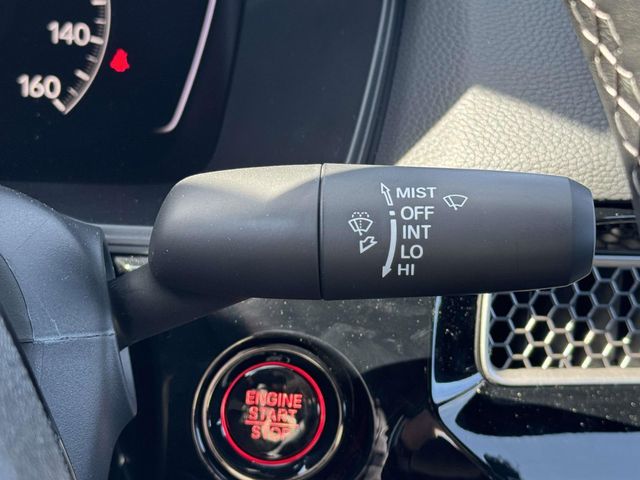 140
160
MIST
OFF
INT
LO
HI
ENGINE
START
STOP